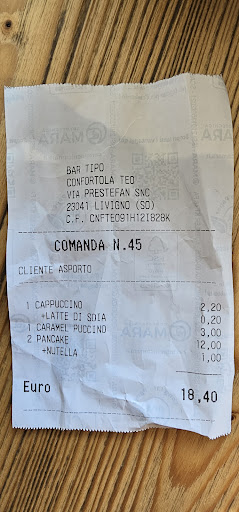 BAR TIPO
CONFORTOLA TEO
VIA PRESTEFAN SNC
23041 LIVIGNO (SO)
C.F. CNFTEO91H12I828K
COMANDA N.45
CLIENTE ASPORTO
1 CAPPUCCINO 2,20
+LATTE DI SOIA 0,20
1 CARAMEL PUCCINO 3,00
2 PANCAKE 12,00
+NUTELLA 1,00
Euro 18,40